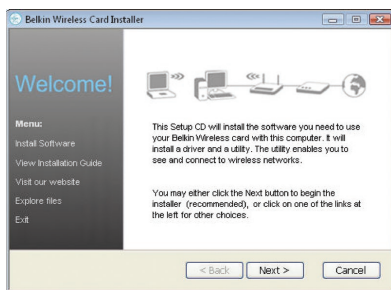 Belkin Wireless Card Installer
Welcome!
Menu:
Install Software
View Installation Guide
Visit our website
Explore files
Exit
This Setup CD will install the software you need to use
your Belkin Wireless card with this computer. It will
install a driver and a utility. The utility enables you to
see and connect to wireless networks.
You may either click the Next button to begin the
installer (recommended), or click on one of the links at
the left for other choices.
< Back
Next >
Cancel